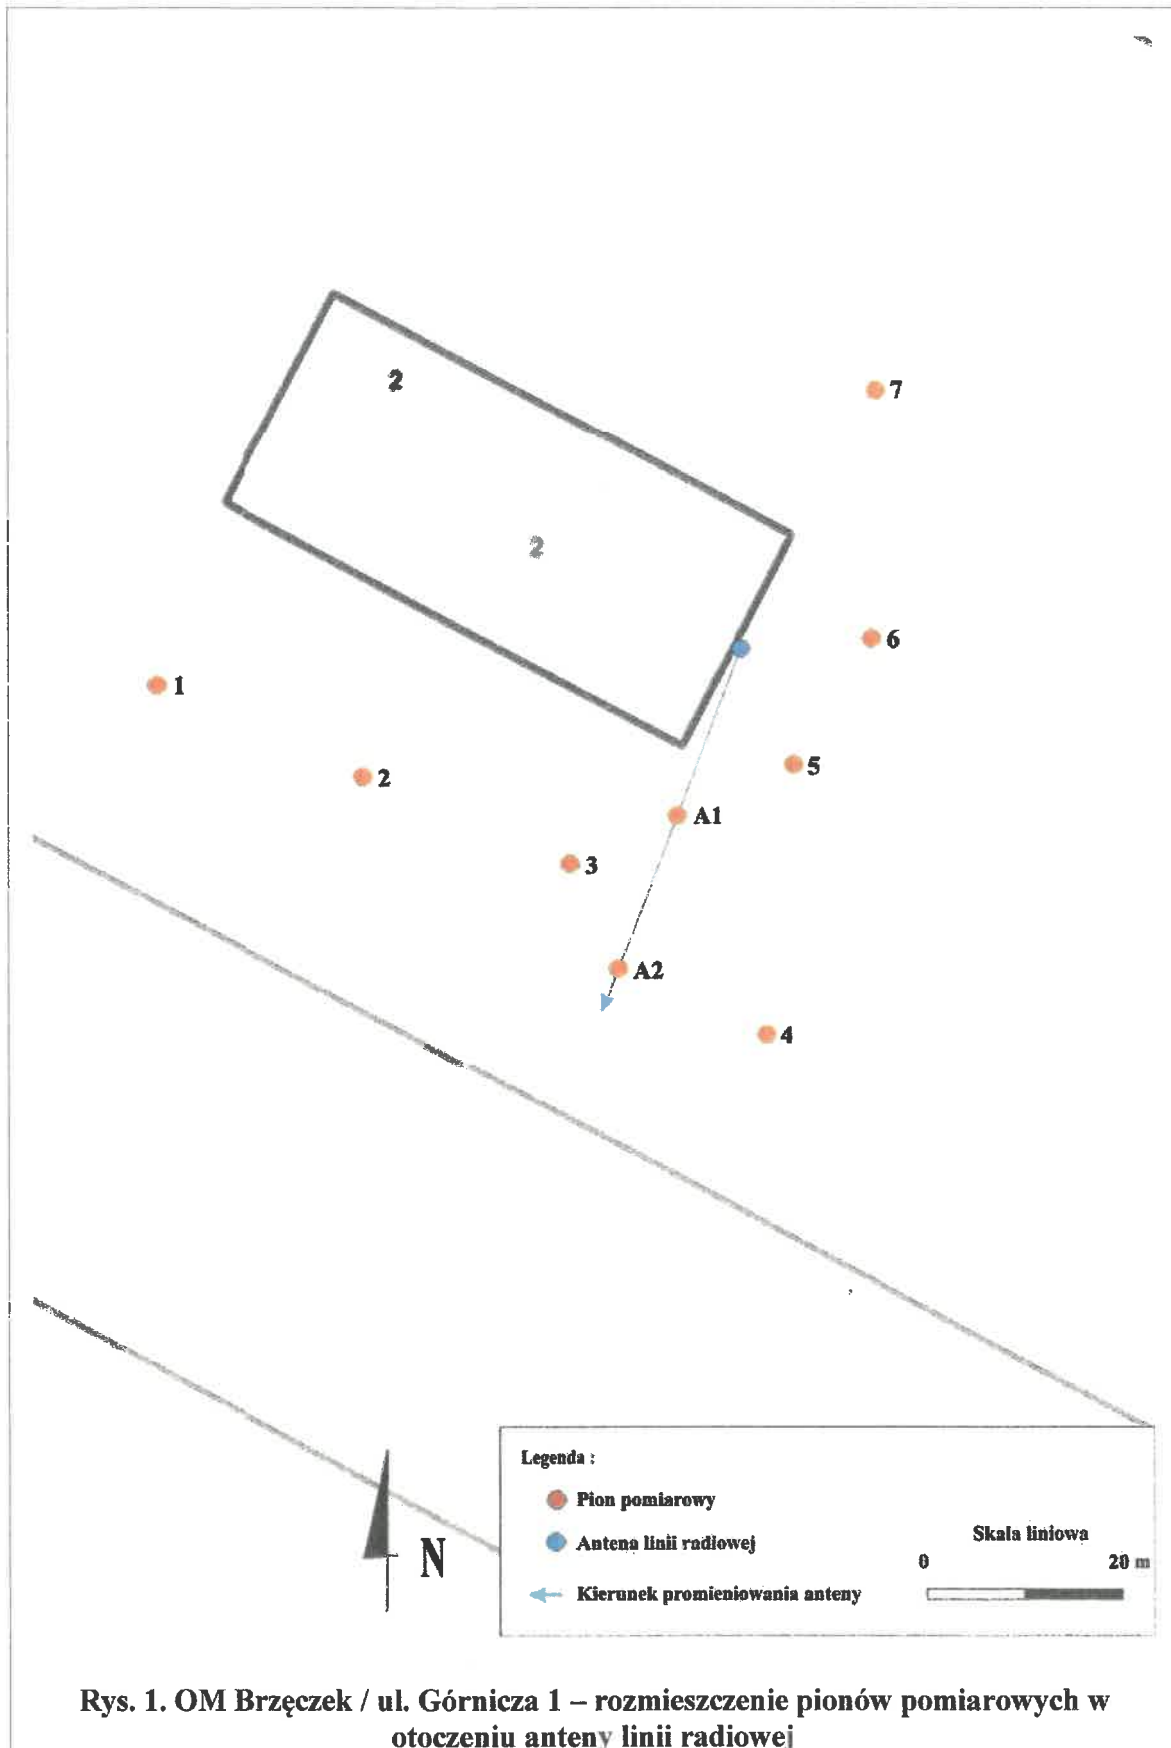 2
7
2
6
1
5
2
A1
3
A2
4
Legenda :
Pion pomiarowy
Antena linii radiowej
Kierunek promieniowania anteny
Skala liniowa
0 20 m
N
Rys. 1. OM Brzęczek / ul. Górnicza 1 – rozmieszczenie pionów pomiarowych w
otoczeniu anteny linii radiowej